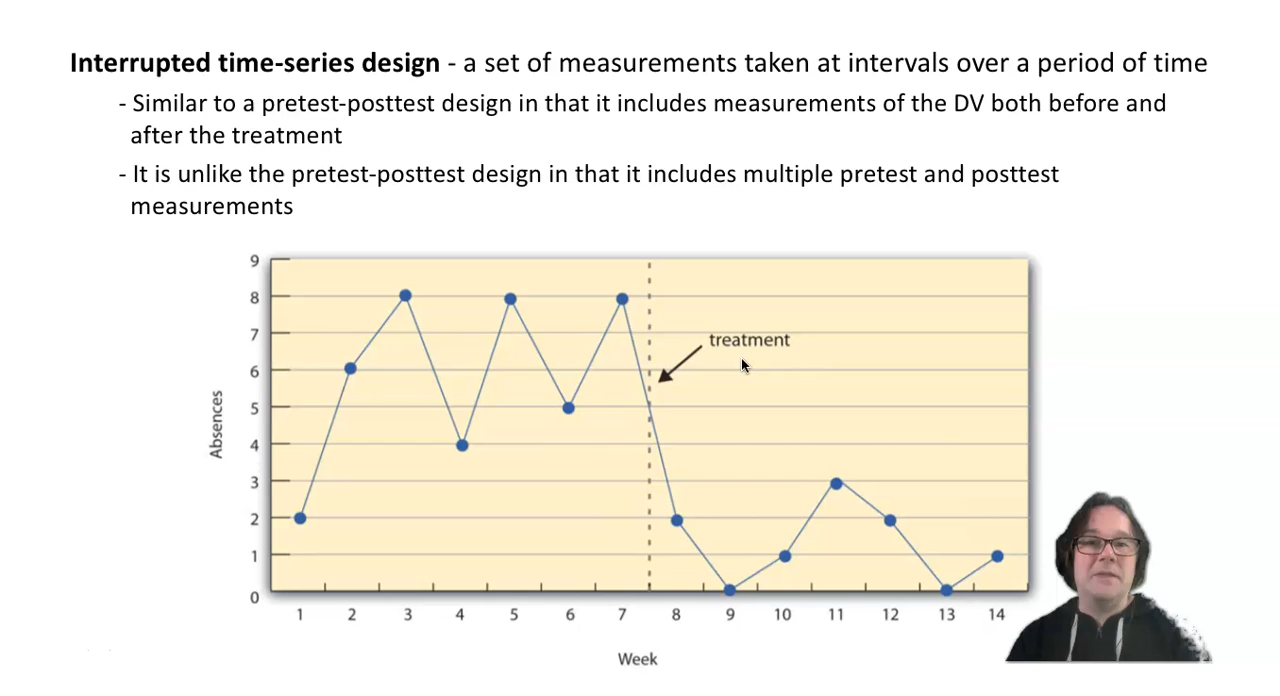 Interrupted time-series design - a set of measurements taken at intervals over a period of time
- Similar to a pretest-posttest design in that it includes measurements of the DV both before and
after the treatment
- It is unlike the pretest-posttest design in that it includes multiple pretest and posttest
measurements
9
8
7
treatment
6
5
Absences
4
3
2
1
0
1 2 3 4 5 6 7 8 9 10 11 12 13 14
Week